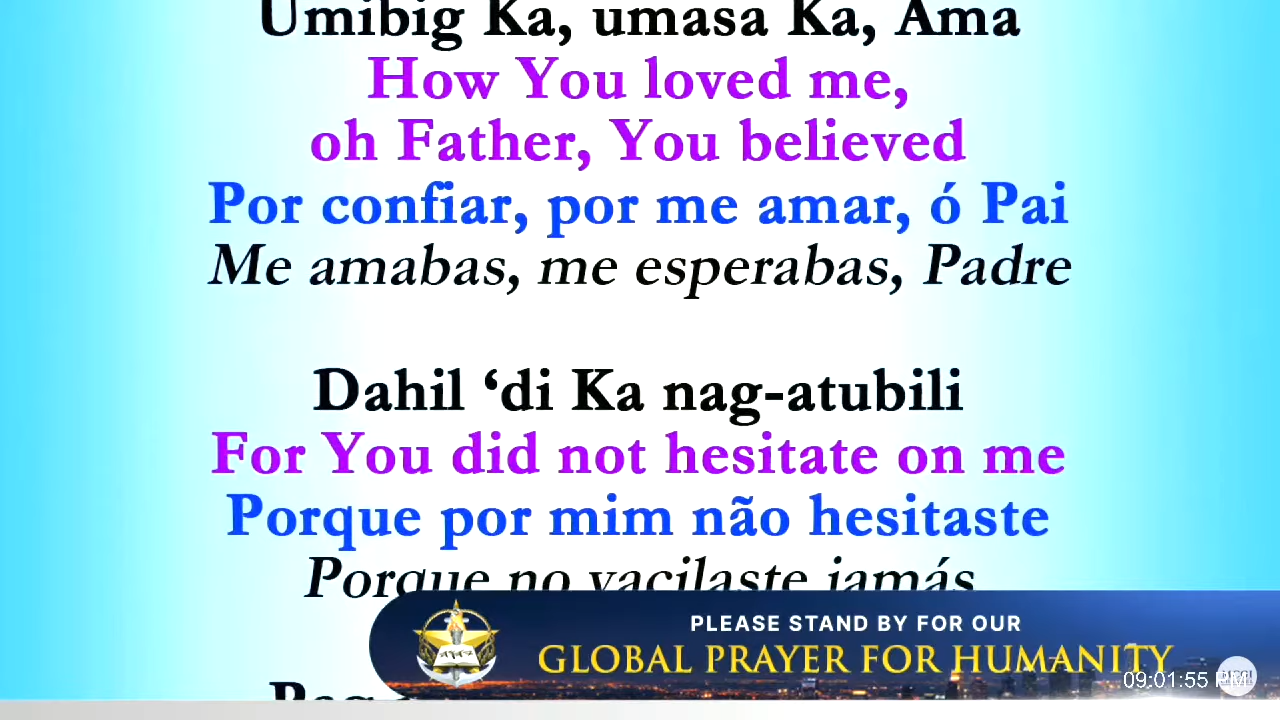 Umibig Ka, umasa Ka, Ama
How You loved me,
oh Father, You believed
Por confiar, por me amar, ó Pai
Me amabas, me esperabas, Padre
Dahil ‘di Ka nag-atubili
For You did not hesitate on me
Porque por mim não hesitaste
Porque no vacilaste jamás
PLEASE STAND BY FOR OUR
GLOBAL PRAYER FOR HUMANITY
09:01:55 PM